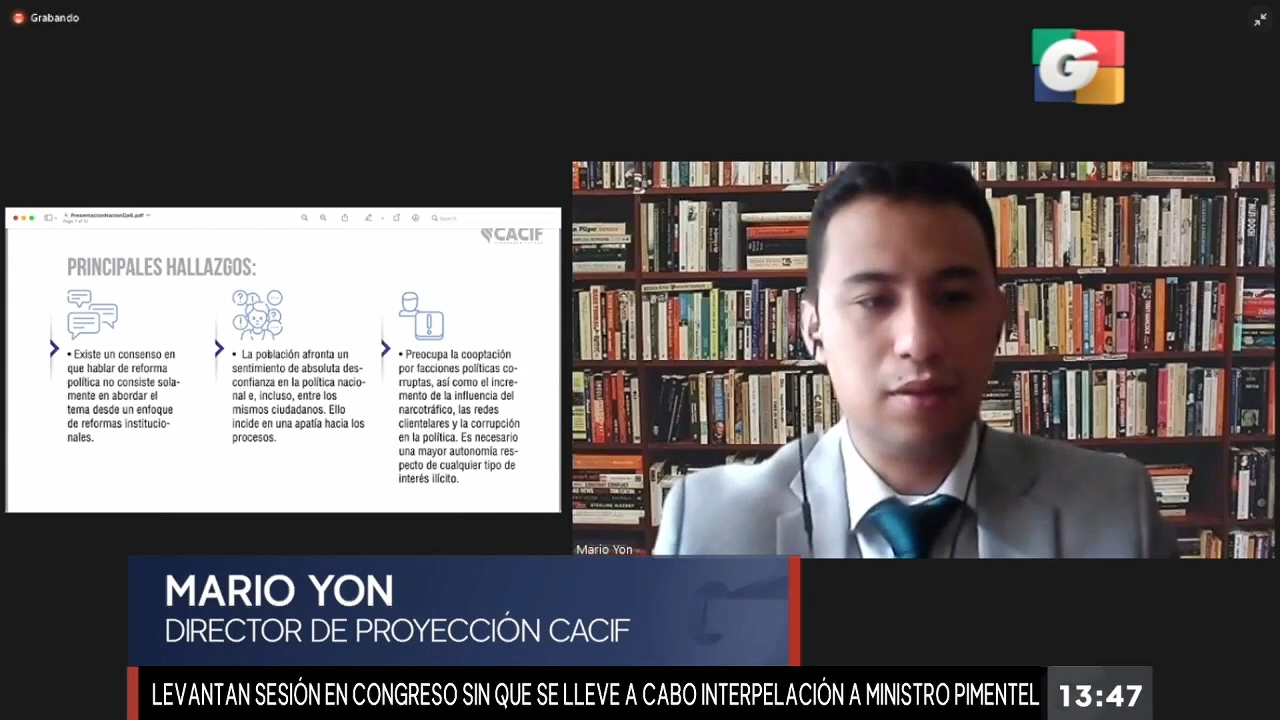 Grabando
G
PresentacionNacionEjeE.pdf
Search
CACIF
PRINCIPALES HALLAZGOS:
• Existe un consenso en
que hablar de reforma
política no consiste sola-
mente en abordar el
tema desde un enfoque
de reformas institucio-
nales.
• La población afronta un
sentimiento de absoluta des-
confianza en la política nacio-
nal e, incluso, entre los
mismos ciudadanos. Ello
incide en una apatía hacia los
procesos.
• Preocupa la cooptación
por facciones políticas co-
rruptas, así como el incre-
mento de la influencia del
narcotráfico, las redes
clientelares y la corrupción
en la política. Es necesario
una mayor autonomía res-
pecto de cualquier tipo de
interés ilícito.
Mario Yon
MARIO YON
DIRECTOR DE PROYECCIÓN CACIF
LEVANTAN SESIÓN EN CONGRESO SIN QUE SE LLEVE A CABO INTERPELACIÓN A MINISTRO PIMENTEL
13:47